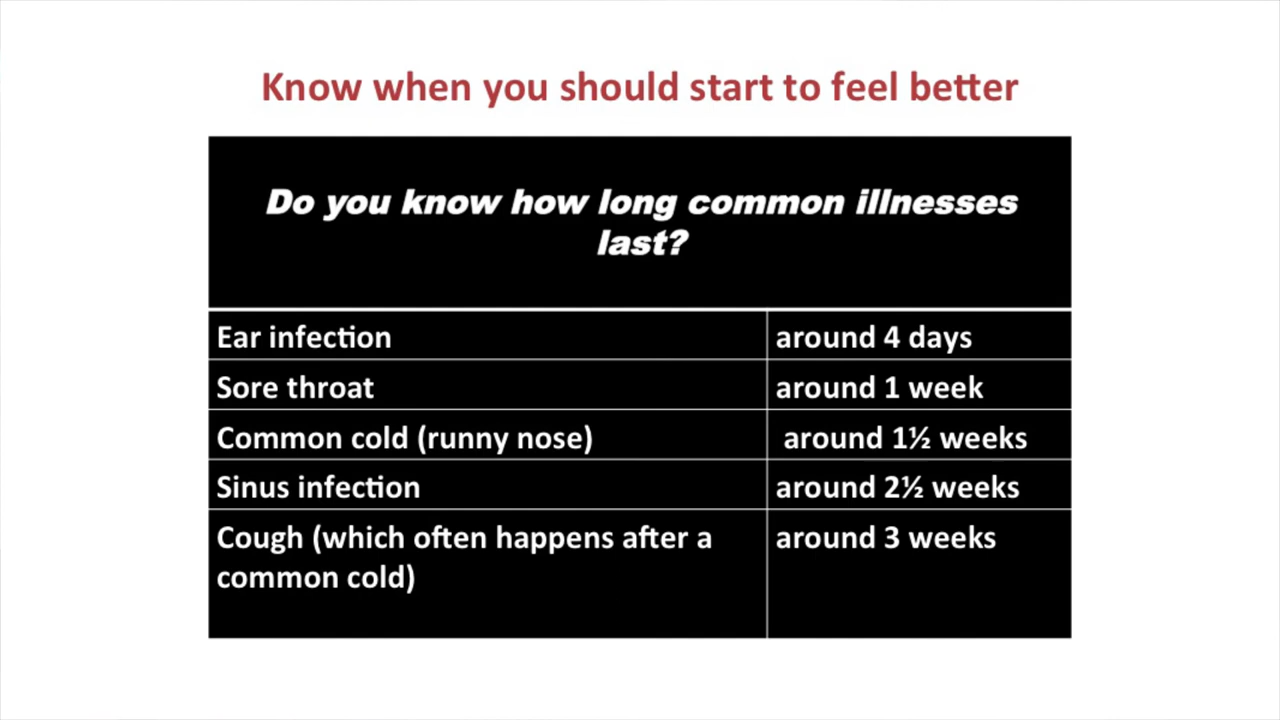 Know when you should start to feel better
Do you know how long common illnesses
last?
Ear infection around 4 days
Sore throat around 1 week
Common cold (runny nose) around 1½ weeks
Sinus infection around 2½ weeks
Cough (which often happens after a around 3 weeks
common cold)